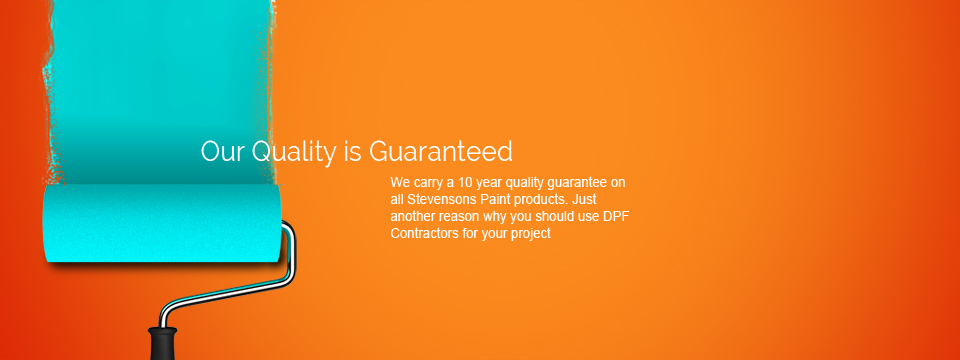 Our Quality is Guaranteed
We carry a 10 year quality guarantee on
all Stevensons Paint products. Just
another reason why you should use DPF
Contractors for your project